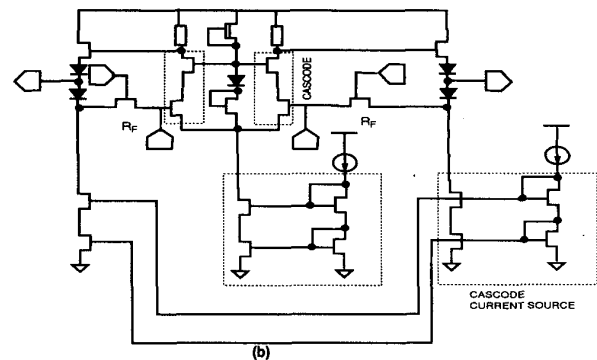 CASCODE
R_F
R_F
CASCODE
CURRENT SOURCE
(b)